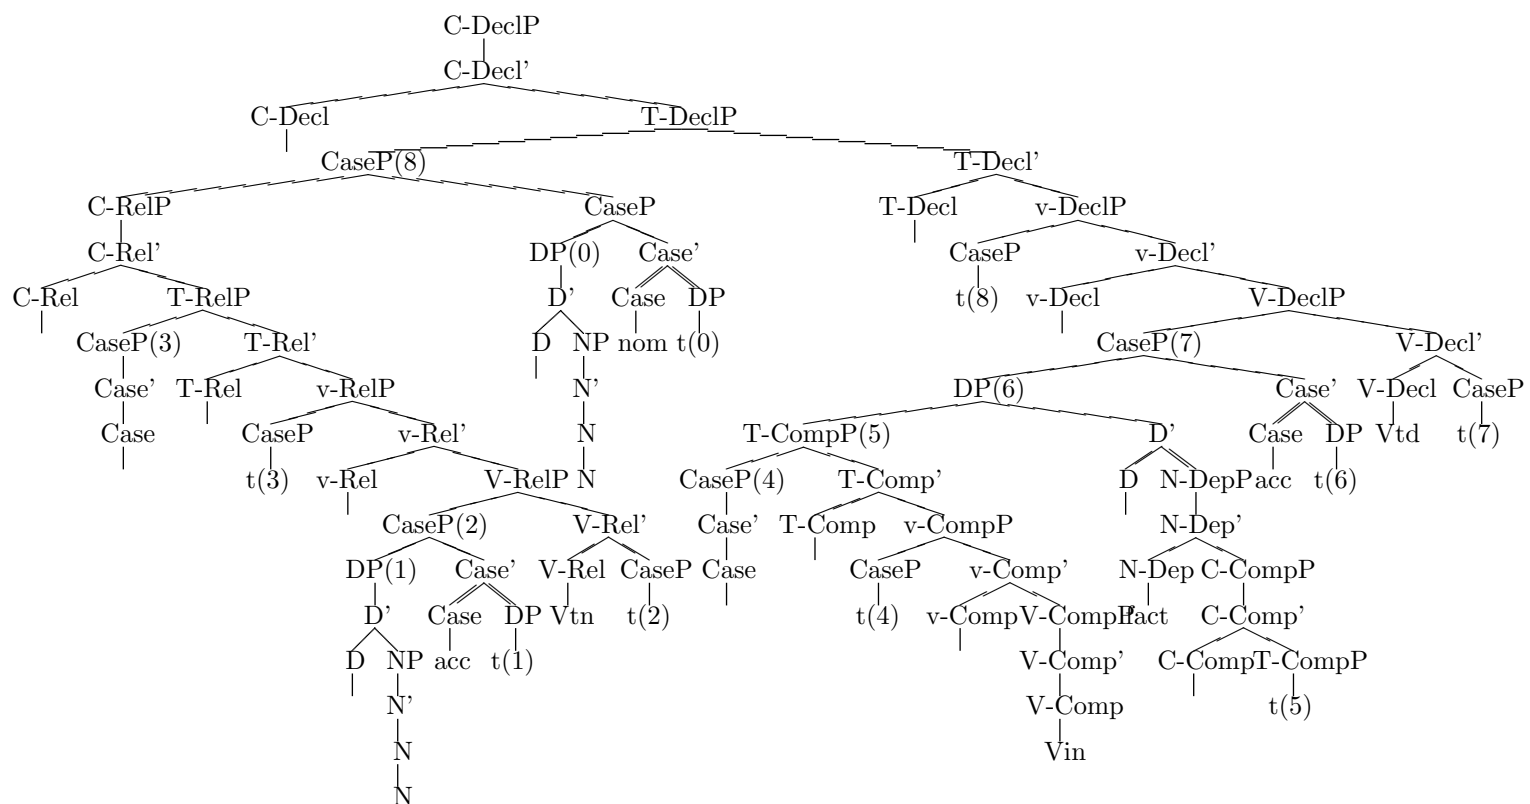 C-DeclP
C-Decl'
C-Decl T-DeclP
CaseP(8) T-Decl'
C-RelP CaseP T-Decl v-DeclP
C-Rel' DP(0) Case' CaseP v-Decl'
C-Rel T-RelP D' Case DP t(8) v-Decl V-DeclP
CaseP(3) T-Rel' D NP nom t(0) CaseP(7) V-Decl'
Case' T-Rel v-RelP N' DP(6) Case' V-Decl CaseP
Case CaseP v-Rel' N T-CompP(5) D' Case DP Vtd t(7)
t(3) v-Rel V-RelP N CaseP(4) T-Comp' D N-DepP acc t(6)
CaseP(2) V-Rel' Case' T-Comp v-CompP N-Dep'
DP(1) Case' V-Rel CaseP Case CaseP v-Comp' N-Dep C-CompP
D' Case DP Vtn t(2) t(4) v-Comp V-CompP fact C-Comp'
D NP acc t(1) V-Comp' C-Comp T-CompP
N' V-Comp t(5)
N Vin
N